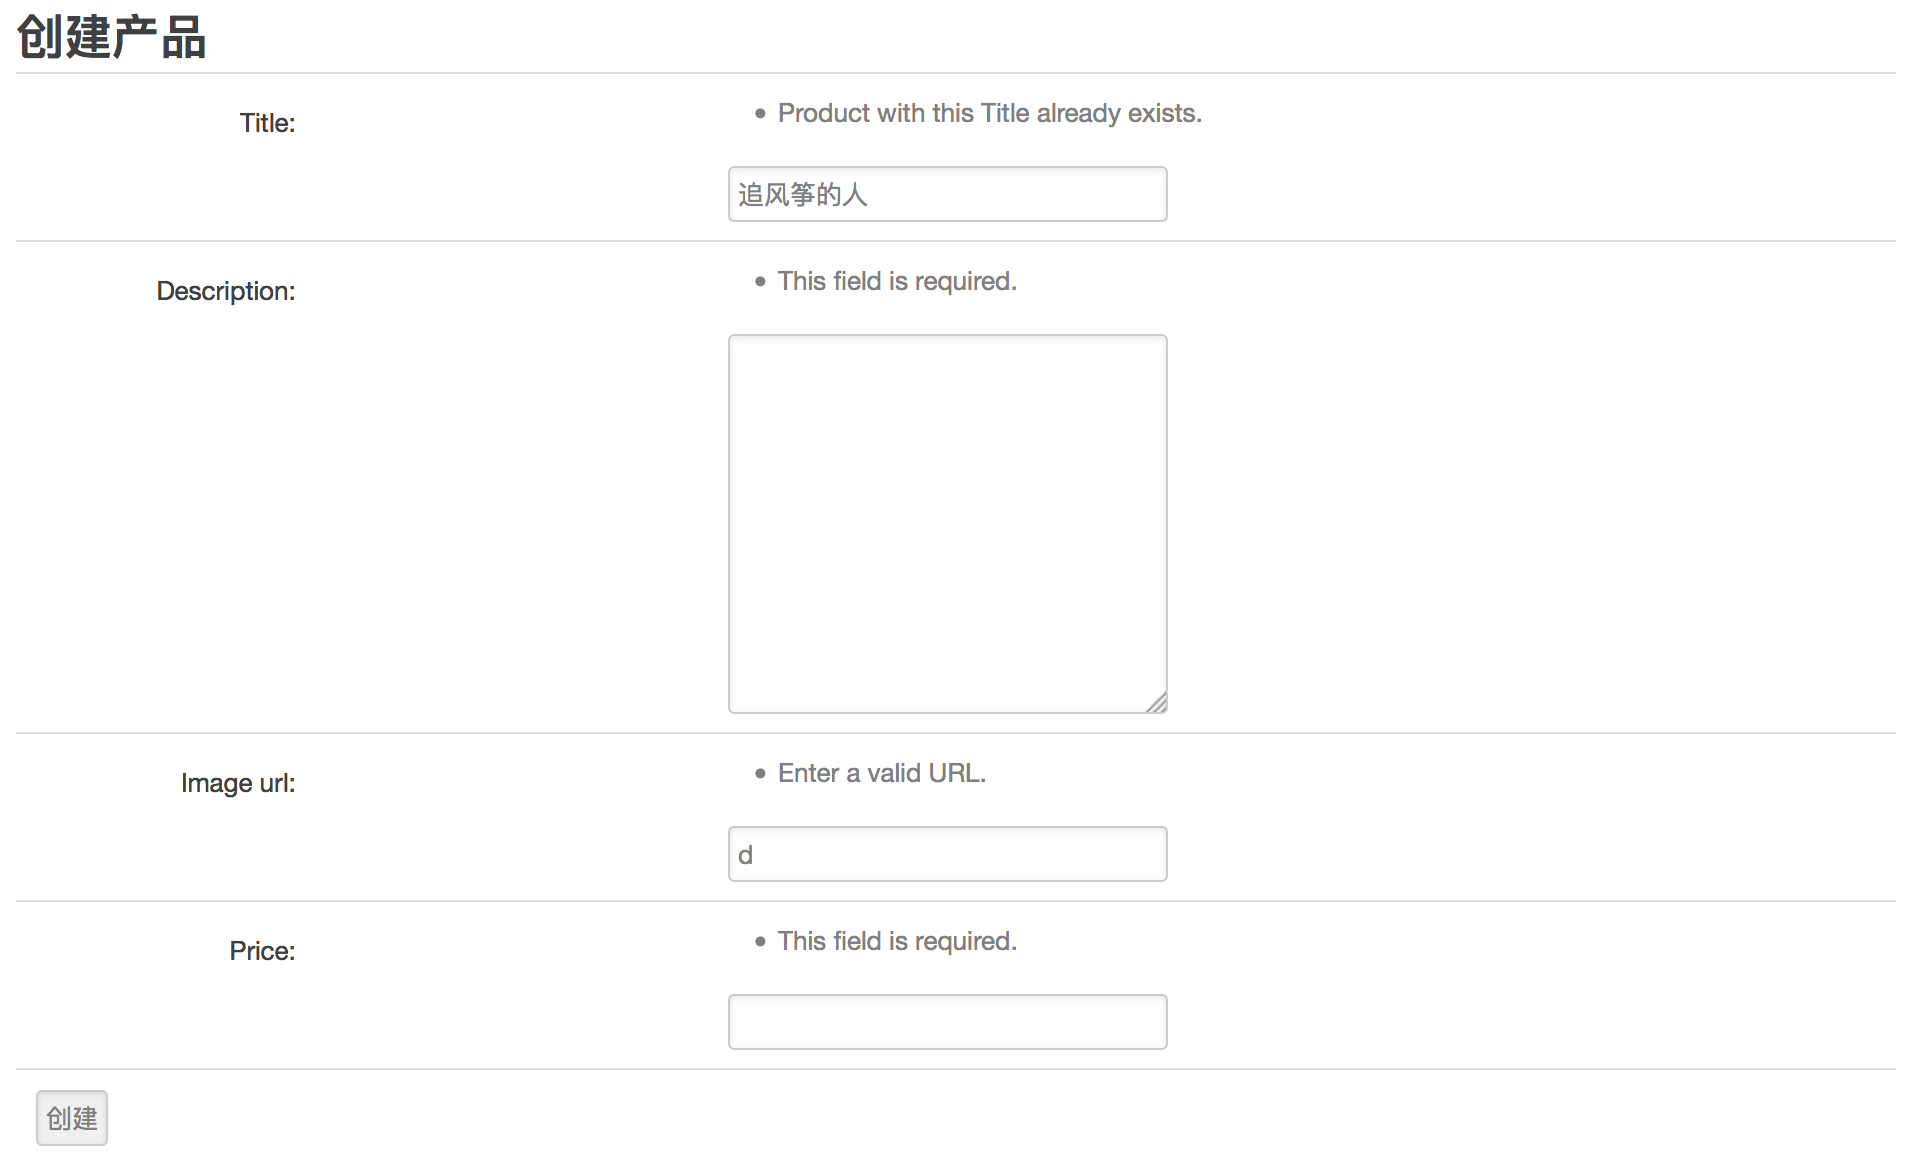 创建产品
Title:
Product with this Title already exists.
追风筝的人
Description:
This field is required.
Image url:
Enter a valid URL.
d
Price:
This field is required.
创建